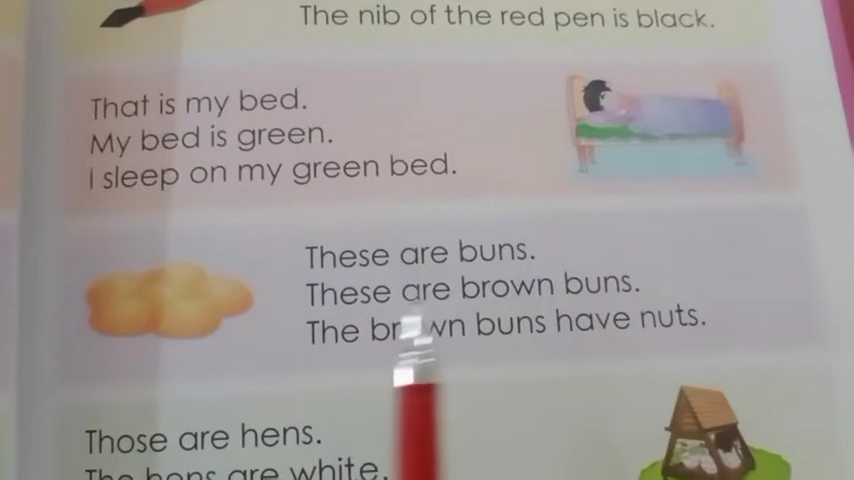 The nib of the red pen is black.
That is my bed.
My bed is green.
I sleep on my green bed.
These are buns.
These are brown buns.
The brown buns have nuts.
Those are hens.
The hens are white.